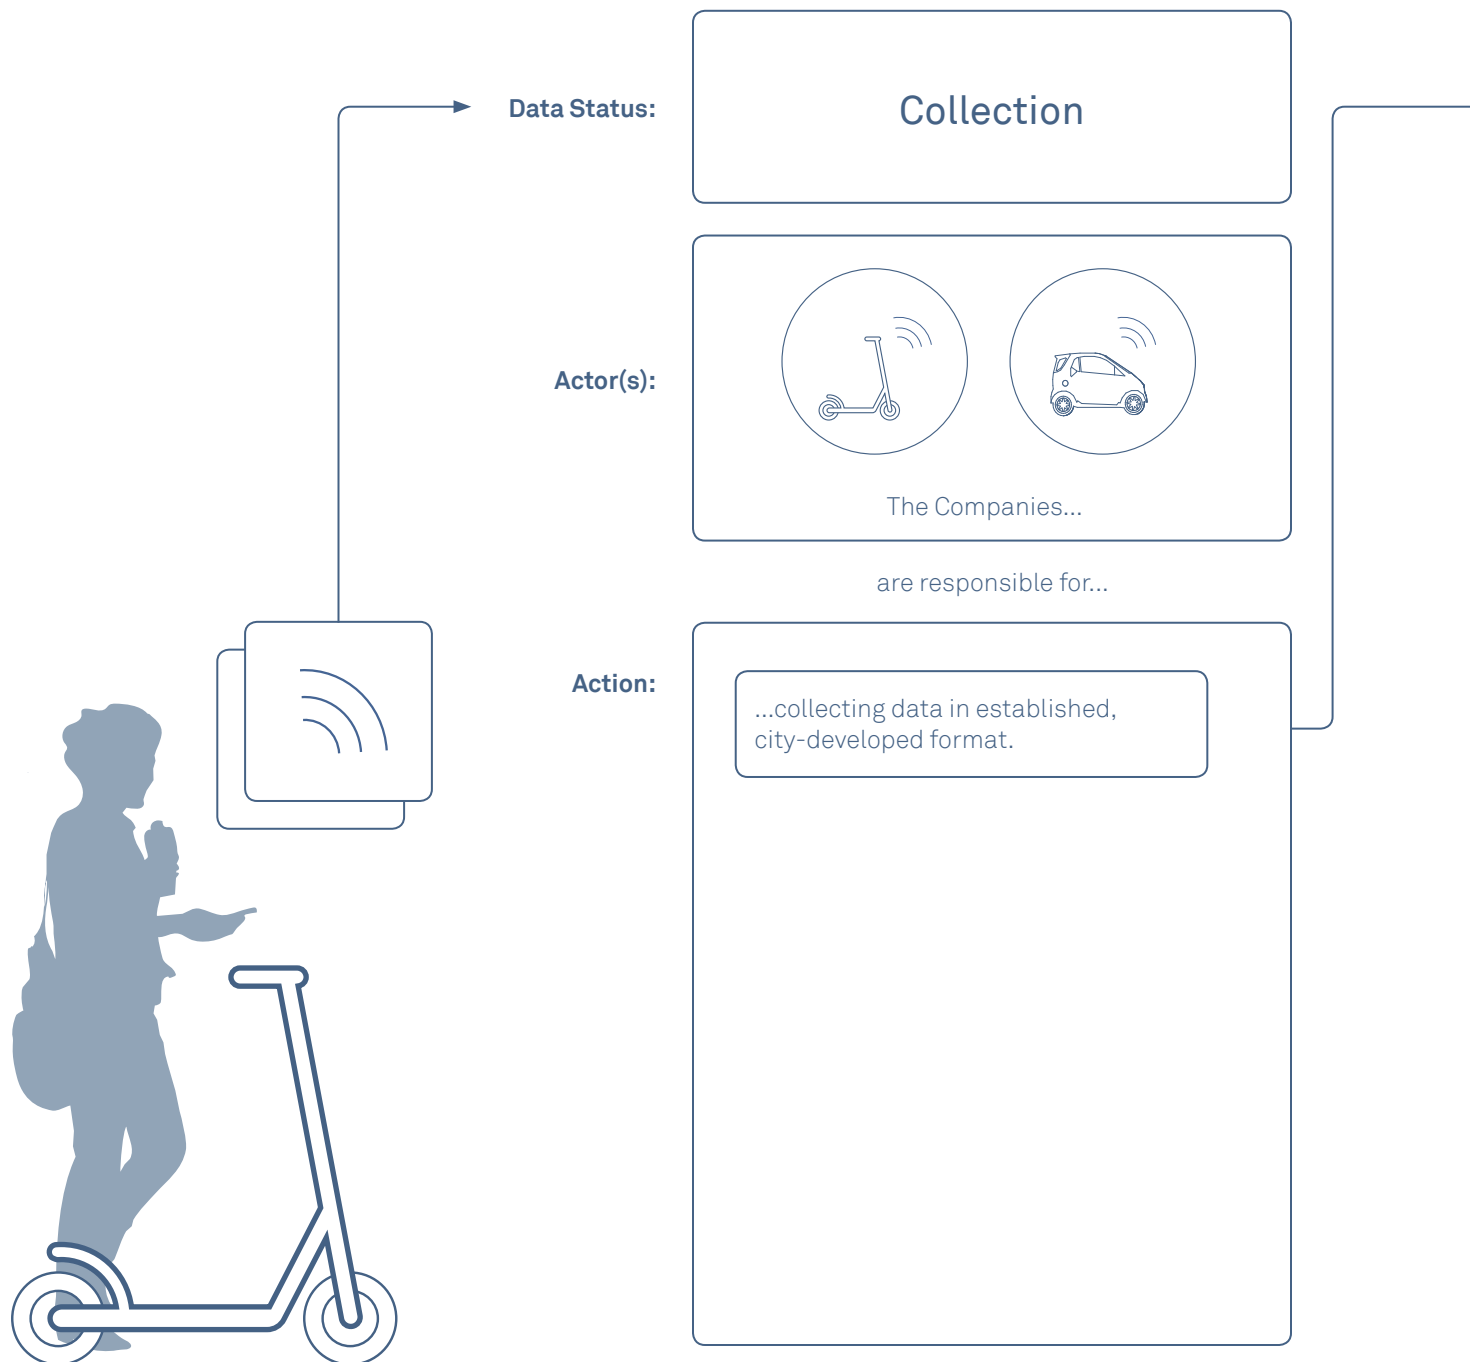 Data Status:
Collection
Actor(s):
The Companies...
are responsible for...
Action:
...collecting data in established,
city-developed format.